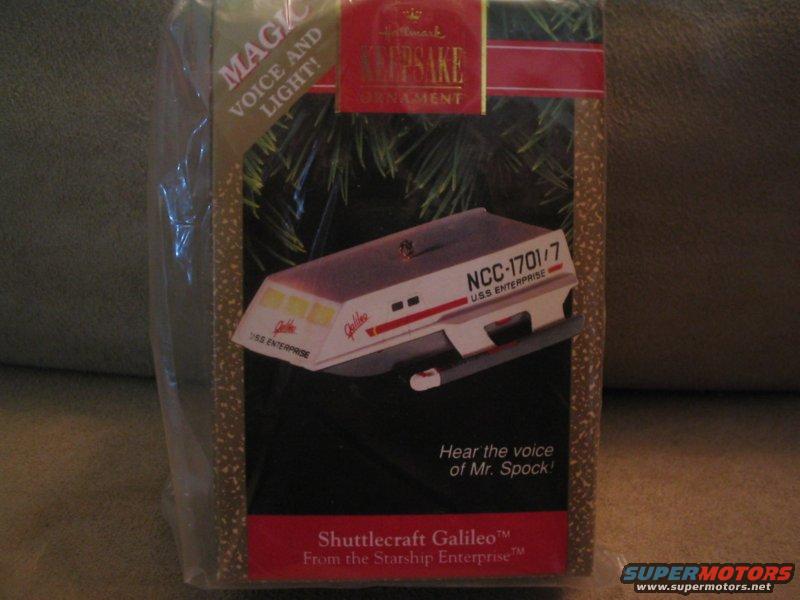 MAGIC
VOICE AND
LIGHT!
Hallmark
KEEPSAKE
ORNAMENT
NCC-1701/7
U.S.S. ENTERPRISE
Galileo
Galileo
U.S.S. ENTERPRISE
Hear the voice
of Mr. Spock!
Shuttlecraft Galileo™
From the Starship Enterprise™
SUPERMOTORS
www.supermotors.net